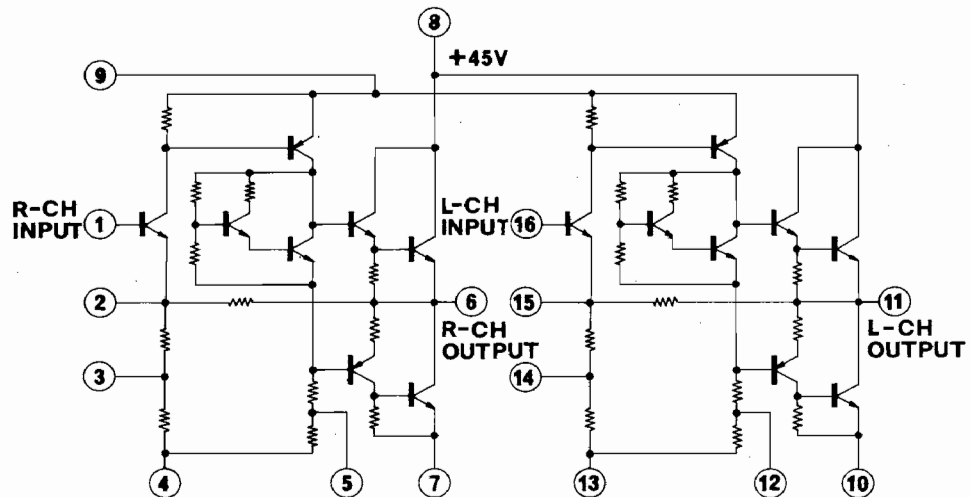 8
+45V
9
R-CH
INPUT
1
L-CH
INPUT
16
2
6
15
11
R-CH
OUTPUT
L-CH
OUTPUT
3
14
4
5
7
13
12
10